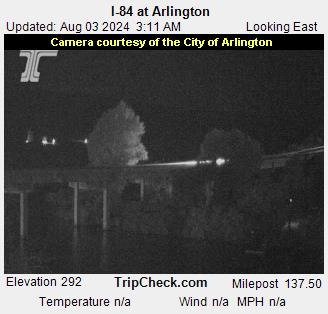 I-84 at Arlington
Updated: Aug 03 2024 3:11 AM Looking East
Camera courtesy of the City of Arlington
Elevation 292 TripCheck.com Milepost 137.50
Temperature n/a Wind n/a MPH n/a